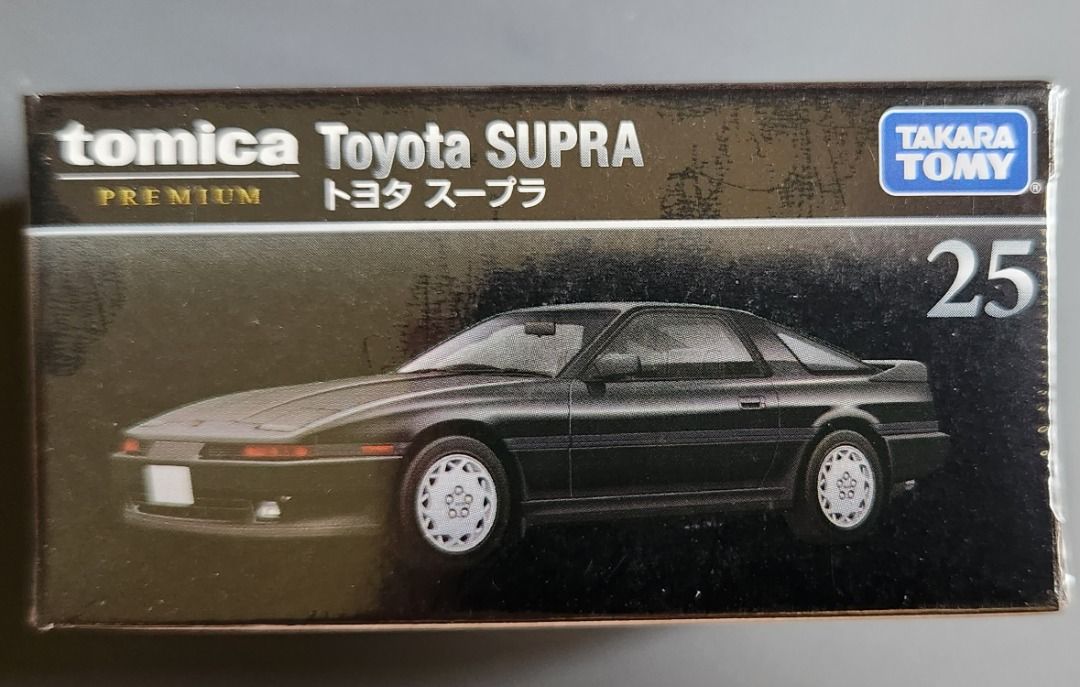 tomica
PREMIUM
Toyota SUPRA
トヨタ スープラ
TAKARA
TOMY
®
25